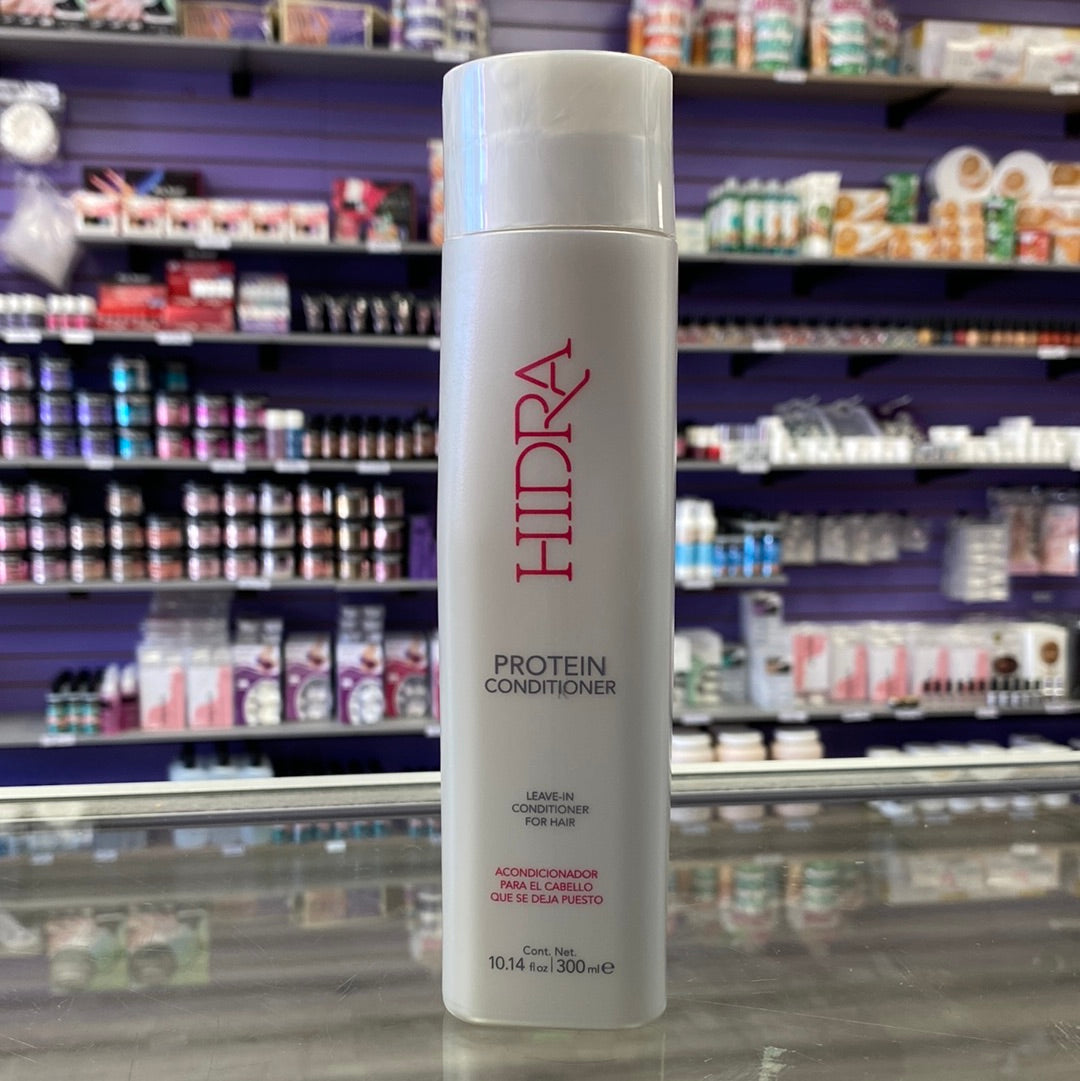 HIDRA
PROTEIN
CONDITIONER
LEAVE-IN
CONDITIONER
FOR HAIR
ACONDICIONADOR
PARA EL CABELLO
QUE SE DEJA PUESTO
Cont. Net.
10.14 fl oz | 300 ml ℮